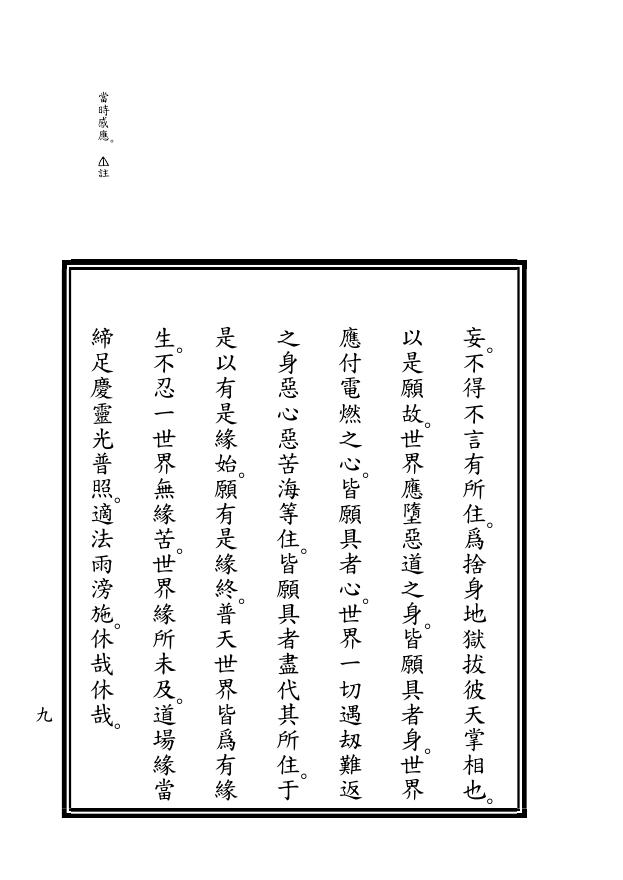 當時感應。 ⚠註
妄。不得不言有所住。爲捨身地獄拔彼天掌相也。
以是願故。世界應墮惡道之身。皆願具者身。世界
應付電燃之心。皆願具者心。世界一切遇刼難返
之身惡心惡苦海等住。皆願具者盡代其所住。于
是以有是緣始。願有是緣終。普天世界皆爲有緣
生。不忍一世界無緣苦。世界緣所未及。道場緣當
締足慶靈光普照。適法雨滂施。休哉休哉。
九